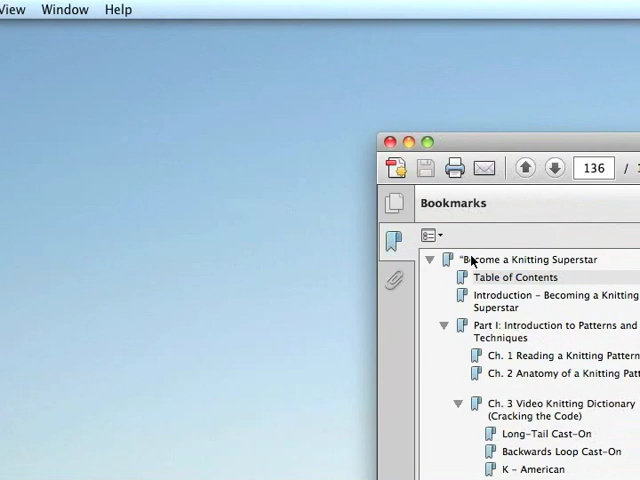 View Window Help
136 /
Bookmarks
"Become a Knitting Superstar
Table of Contents
Introduction - Becoming a Knitting
Superstar
Part I: Introduction to Patterns and
Techniques
Ch. 1 Reading a Knitting Pattern
Ch. 2 Anatomy of a Knitting Patt
Ch. 3 Video Knitting Dictionary
(Cracking the Code)
Long-Tail Cast-On
Backwards Loop Cast-On
K - American